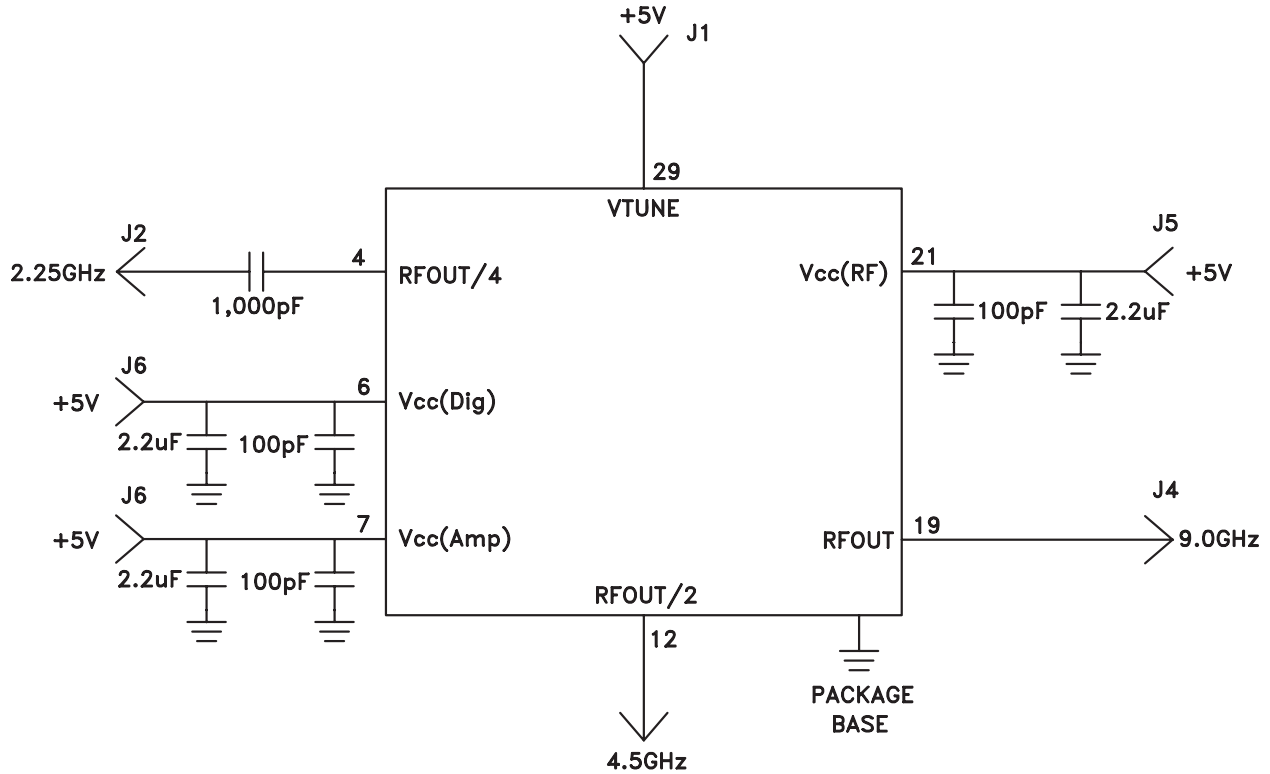 +5V
J1
29
VTUNE
J2
2.25GHz
1,000pF
4
RFOUT/4
Vcc(RF)
21
J5
+5V
100pF
2.2uF
J6
+5V
6
Vcc(Dig)
2.2uF
100pF
J6
+5V
7
Vcc(Amp)
2.2uF
100pF
RFOUT
19
J4
9.0GHz
RFOUT/2
12
4.5GHz
PACKAGE
BASE